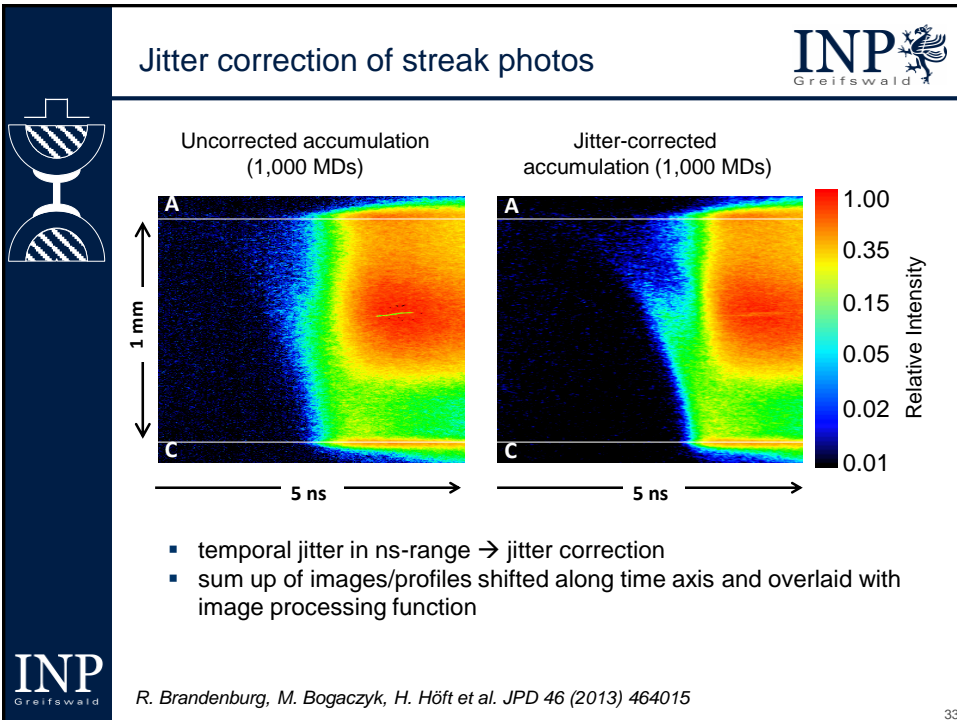 Jitter correction of streak photos
INP
Greifswald
Uncorrected accumulation
(1,000 MDs)
Jitter-corrected
accumulation (1,000 MDs)
A
C
1 mm
5 ns
A
C
5 ns
1.00
0.35
0.15
0.05
0.02
0.01
Relative Intensity
▪ temporal jitter in ns-range → jitter correction
▪ sum up of images/profiles shifted along time axis and overlaid with
image processing function
INP
Greifswald
R. Brandenburg, M. Bogaczyk, H. Höft et al. JPD 46 (2013) 464015
33